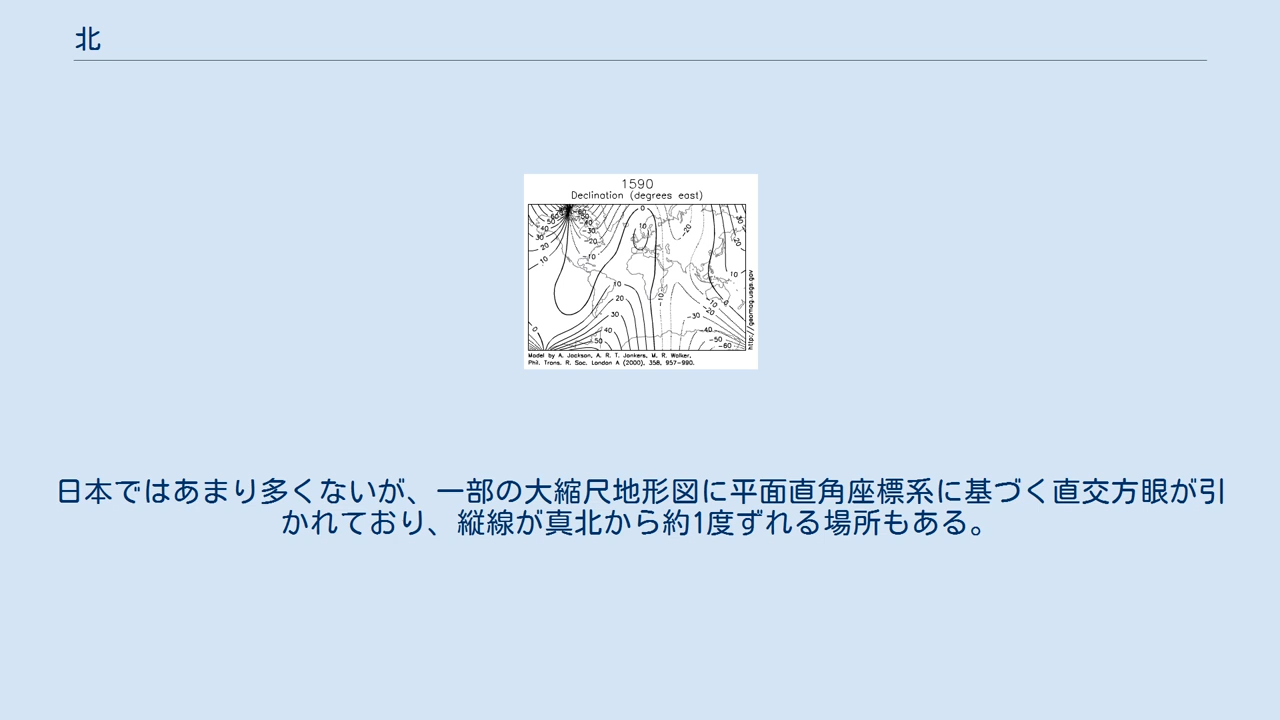 北
1590
Declination (degrees east)
http://geomag.usgs.gov
Model by A. Jackson, A. R. T. Jonkers, M. R. Walker,
Phil. Trans. R. Soc. London A (2000), 358, 957-990.
日本ではあまり多くないが、一部の大縮尺地形図に平面直角座標系に基づく直交方眼が引
かれており、縦線が真北から約1度ずれる場所もある。